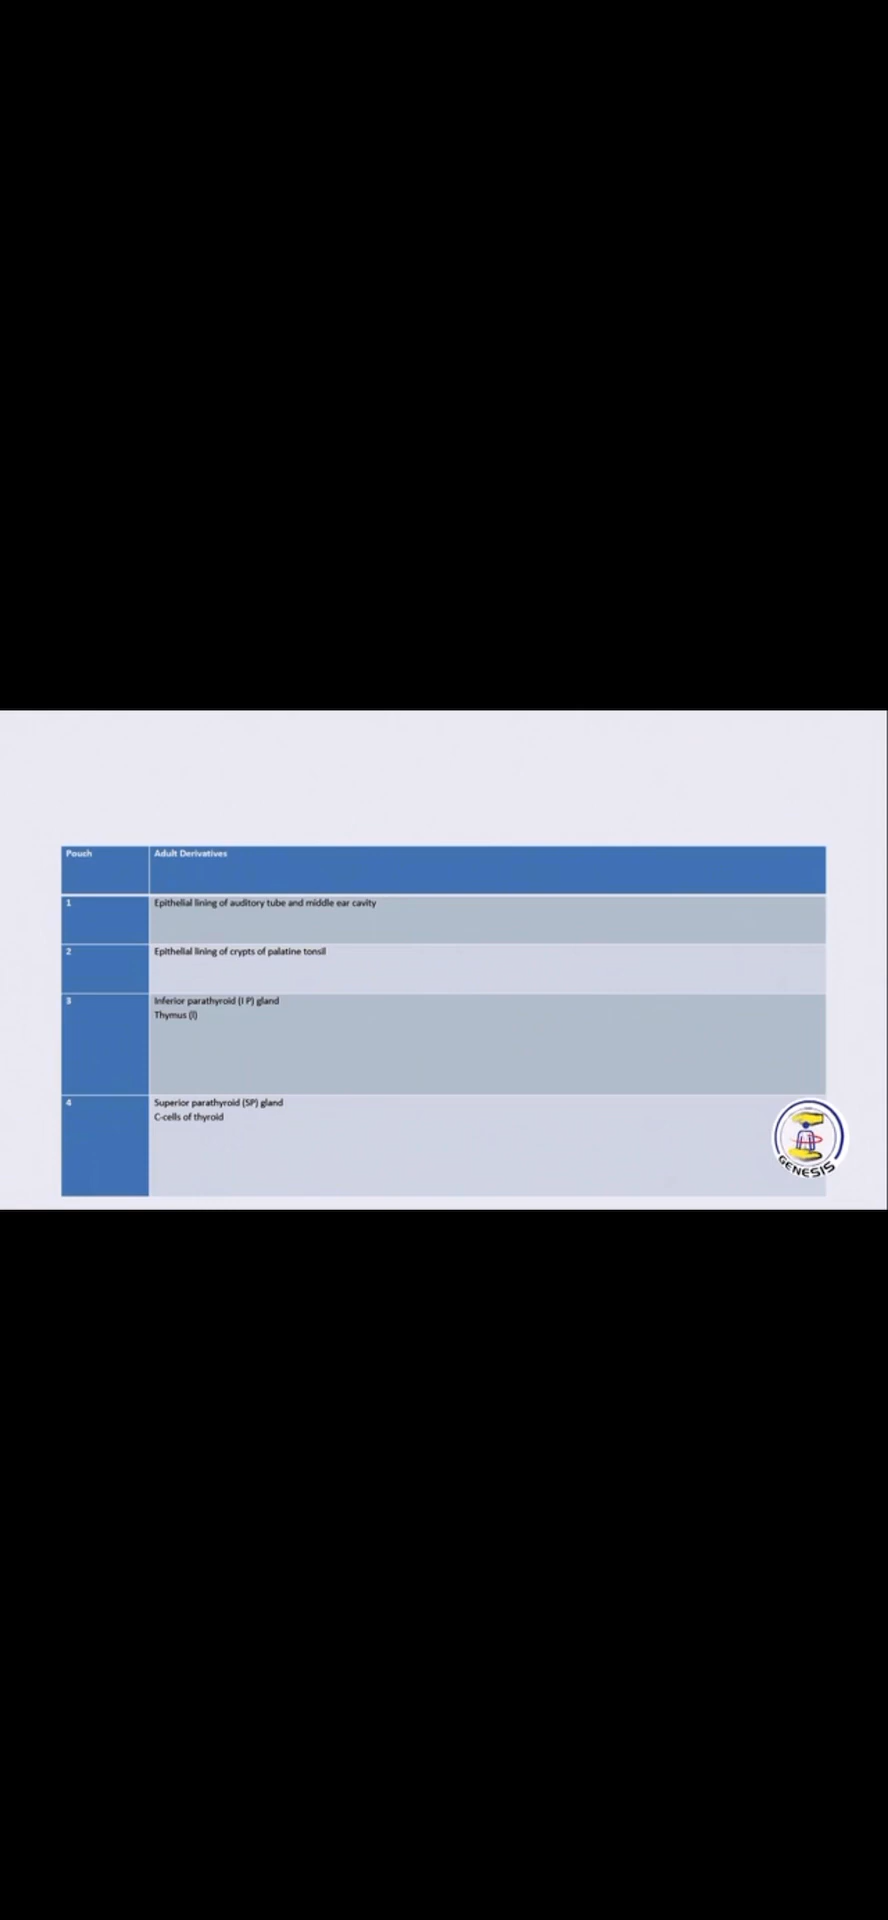 Pouch
Adult Derivatives
1
Epithelial lining of auditory tube and middle ear cavity
2
Epithelial lining of crypts of palatine tonsil
3
Inferior parathyroid (I P) gland
Thymus (l)
4
Superior parathyroid (SP) gland
C-cells of thyroid
GENESIS